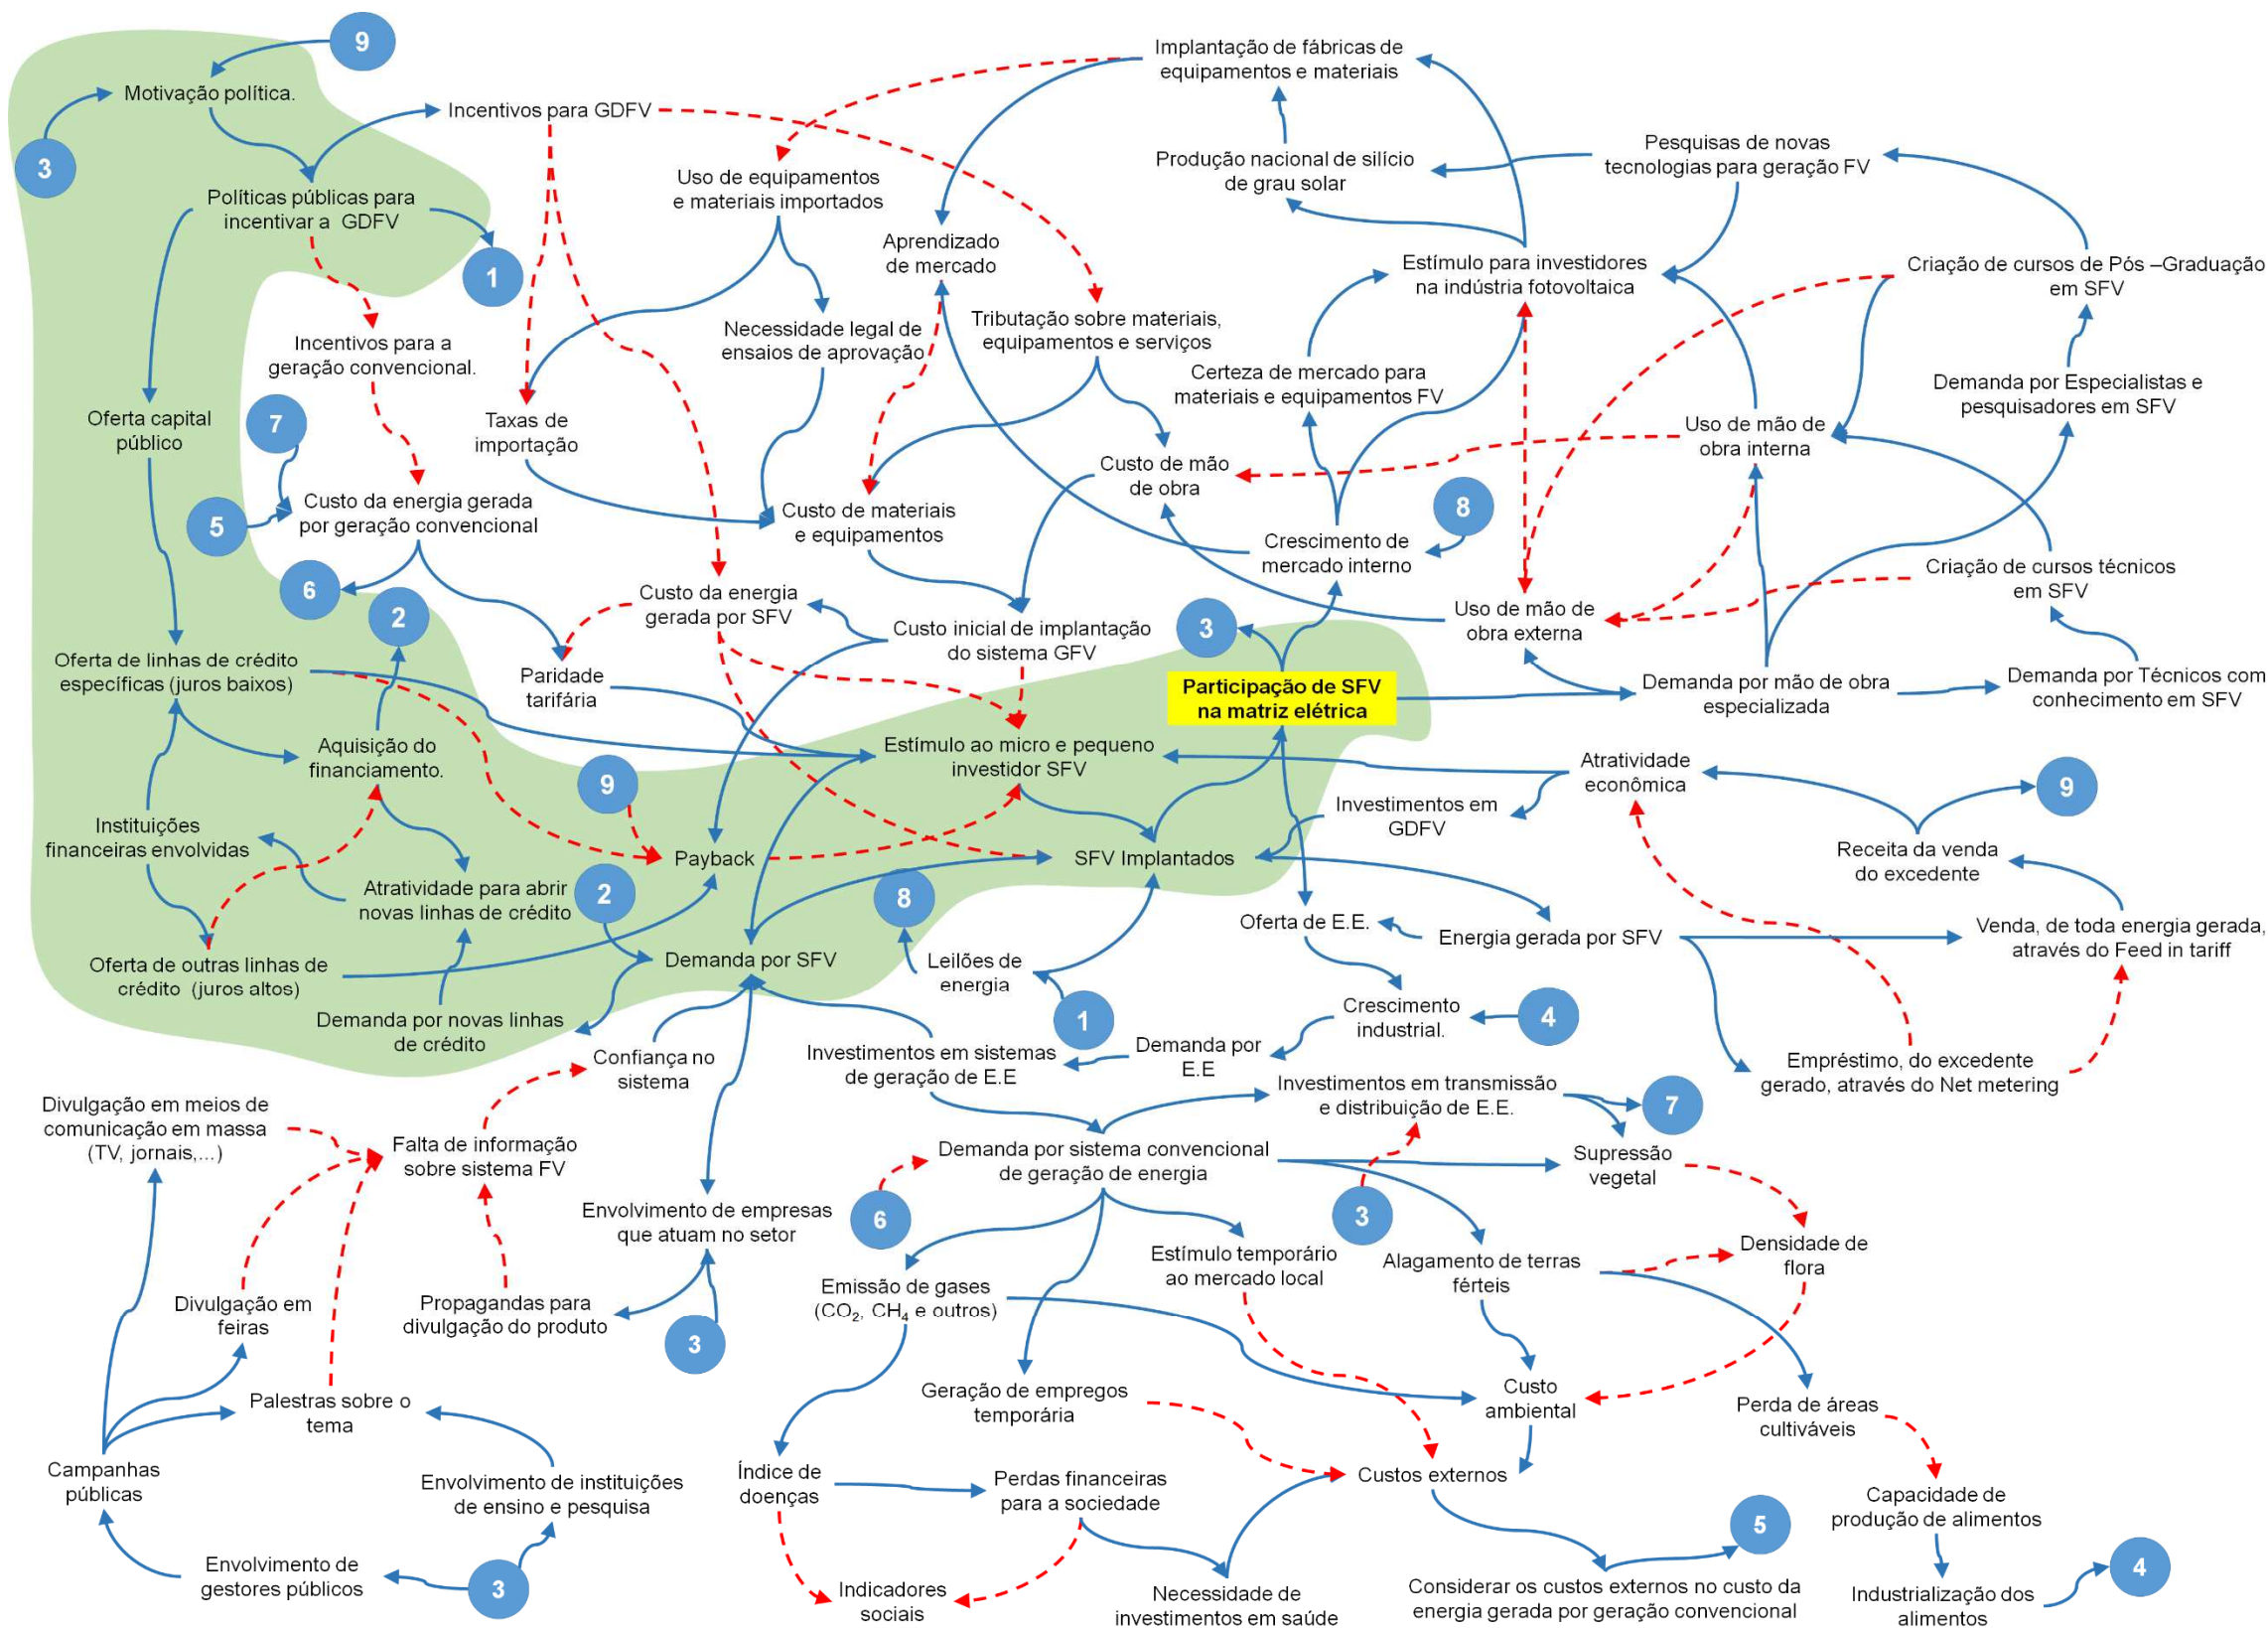 9
Motivação política.
3
Políticas públicas para
incentivar a GDFV
1
Incentivos para GDFV
Incentivos para a
geração convencional.
Oferta capital
público
7
5
Custo da energia gerada
por geração convencional
6
2
Oferta de linhas de crédito
específicas (juros baixos)
Aquisição do
financiamento.
Instituições
financeiras envolvidas
Atratividade para abrir
novas linhas de crédito
Oferta de outras linhas de
crédito (juros altos)
Demanda por novas linhas
de crédito
Implantação de fábricas de
equipamentos e materiais
Uso de equipamentos
e materiais importados
Produção nacional de silício
de grau solar
Pesquisas de novas
tecnologias para geração FV
Aprendizado
de mercado
Estímulo para investidores
na indústria fotovoltaica
Criação de cursos de Pós –Graduação
em SFV
Necessidade legal de
ensaios de aprovação
Tributação sobre materiais,
equipamentos e serviços
Certeza de mercado para
materiais e equipamentos FV
Demanda por Especialistas e
pesquisadores em SFV
Taxas de
importação
Uso de mão de
obra interna
Custo de mão
de obra
8
Custo de materiais
e equipamentos
Crescimento de
mercado interno
Criação de cursos técnicos
em SFV
Custo da energia
gerada por SFV
Custo inicial de implantação
do sistema GFV
3
Uso de mão de
obra externa
Paridade
tarifária
Participação de SFV
na matriz elétrica
Demanda por mão de obra
especializada
Demanda por Técnicos com
conhecimento em SFV
Estímulo ao micro e pequeno
investidor SFV
Atratividade
econômica
9
9
Investimentos em
GDFV
Payback
SFV Implantados
Receita da venda
do excedente
2
8
Oferta de E.E.
Energia gerada por SFV
Venda, de toda energia gerada,
através do Feed in tariff
Demanda por SFV
Leilões de
energia
1
Crescimento
industrial.
4
Confiança no
sistema
Investimentos em sistemas
de geração de E.E
Demanda por
E.E
Empréstimo, do excedente
gerado, através do Net metering
Investimentos em transmissão
e distribuição de E.E.
7
Divulgação em meios de
comunicação em massa
(TV, jornais,...)
Falta de informação
sobre sistema FV
Demanda por sistema convencional
de geração de energia
Supressão
vegetal
6
3
Envolvimento de empresas
que atuam no setor
Estímulo temporário
ao mercado local
Alagamento de terras
férteis
Densidade de
flora
Divulgação em
feiras
Propagandas para
divulgação do produto
3
Emissão de gases
(CO₂, CH₄ e outros)
Palestras sobre o
tema
Geração de empregos
temporária
Custo
ambiental
Perda de áreas
cultiváveis
Campanhas
públicas
Envolvimento de instituições
de ensino e pesquisa
Índice de
doenças
Perdas financeiras
para a sociedade
Custos externos
Capacidade de
produção de alimentos
5
Envolvimento de
gestores públicos
3
Indicadores
sociais
Necessidade de
investimentos em saúde
Considerar os custos externos no custo da
energia gerada por geração convencional
Industrialização dos
alimentos
4